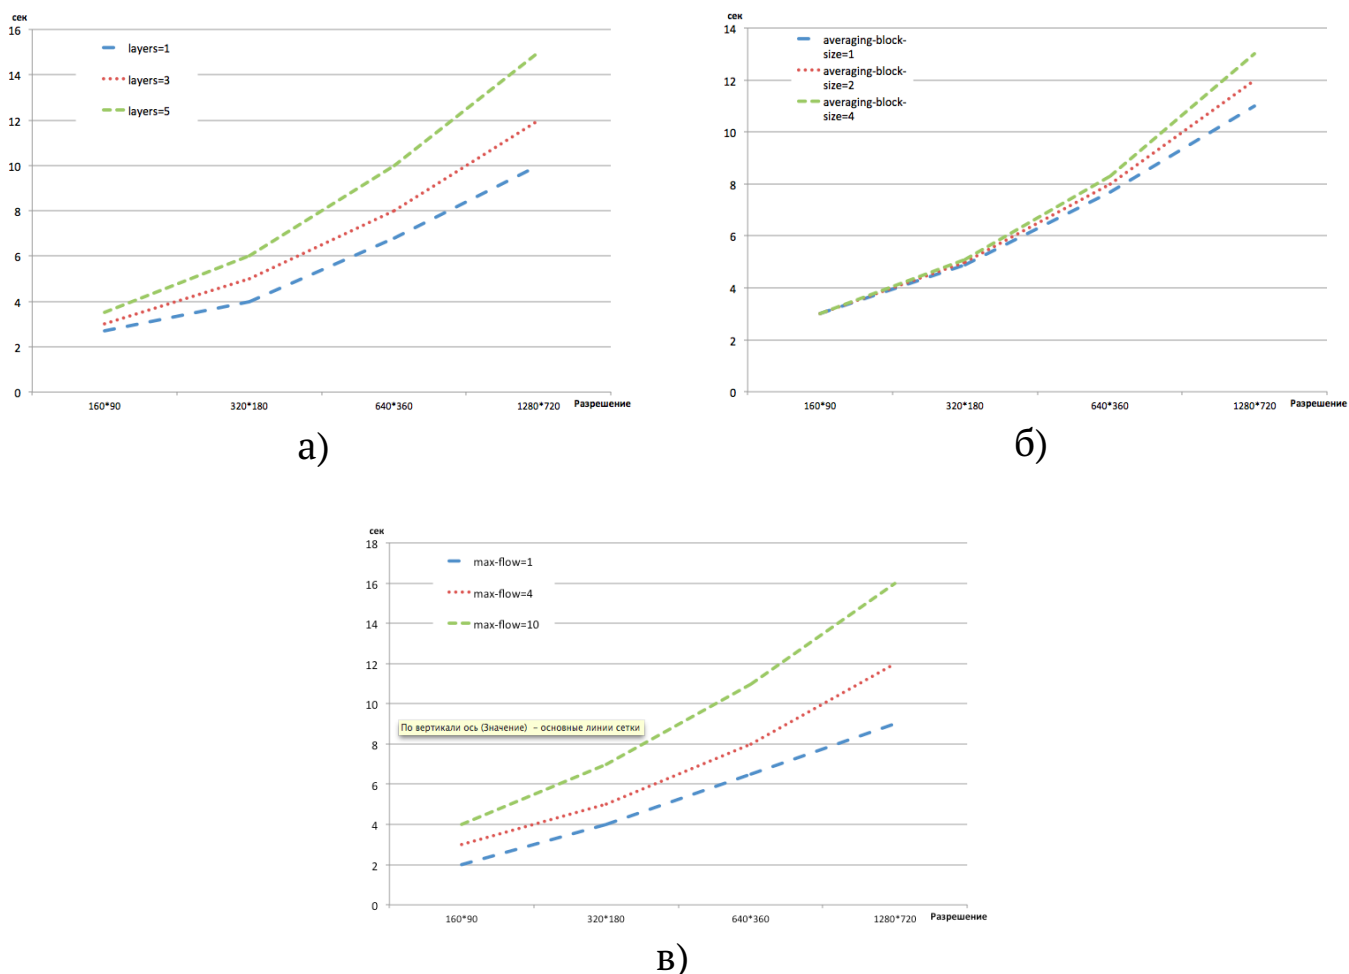 сек
16
14
12
10
8
6
4
2
0
layers=1
layers=3
layers=5
160*90 320*180 640*360 1280*720 Разрешение
а)
сек
14
12
10
8
6
4
2
0
averaging-block-
size=1
averaging-block-
size=2
averaging-block-
size=4
160*90 320*180 640*360 1280*720 Разрешение
б)
сек
18
16
14
12
10
8
6
4
2
0
max-flow=1
max-flow=4
max-flow=10
По вертикали ось (Значение) – основные линии сетки
160*90 320*180 640*360 1280*720 Разрешение
в)